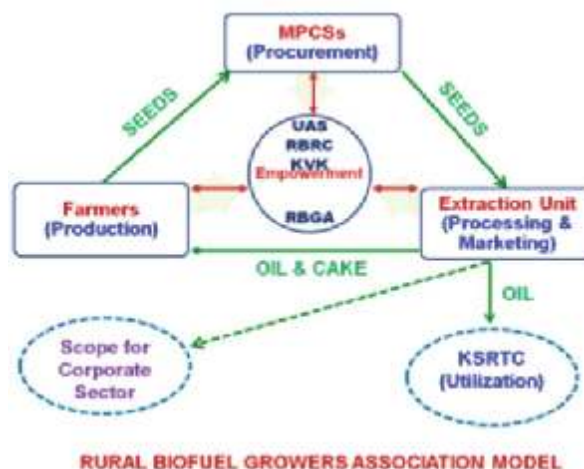 MPCSs
(Procurement)
SEEDS
SEEDS
UAS
RBRC
KVK
Empowerment
RBGA
Farmers
(Production)
Extraction Unit
(Processing &
Marketing)
OIL & CAKE
OIL
Scope for
Corporate
Sector
KSRTC
(Utilization)
RURAL BIOFUEL GROWERS ASSOCIATION MODEL